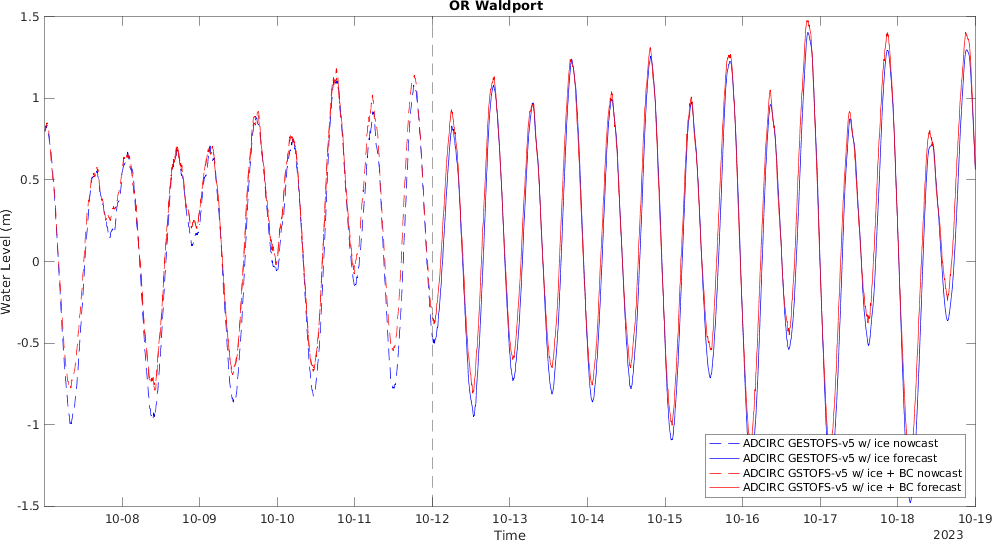 OR Waldport
1.5
1
0.5
0
-0.5
-1
-1.5
Water Level (m)
10-08 10-09 10-10 10-11 10-12 10-13 10-14 10-15 10-16 10-17 10-18 10-19
Time
2023
ADCIRC GESTOFS-v5 w/ ice nowcast
ADCIRC GESTOFS-v5 w/ ice forecast
ADCIRC GSTOFS-v5 w/ ice + BC nowcast
ADCIRC GSTOFS-v5 w/ ice + BC forecast